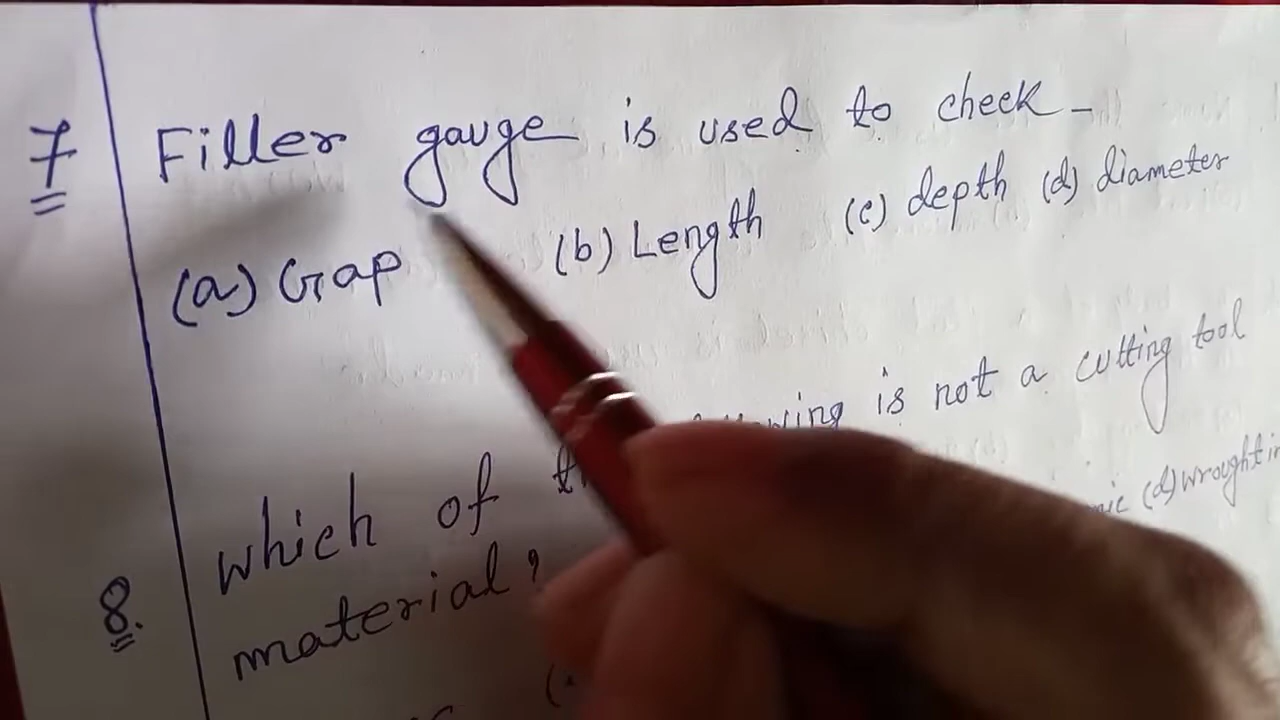 7 Filler gauge is used to check -
(a) Gap (b) Length (c) depth (d) diameter
8. which of is not a cutting tool
material,
(d) wrought